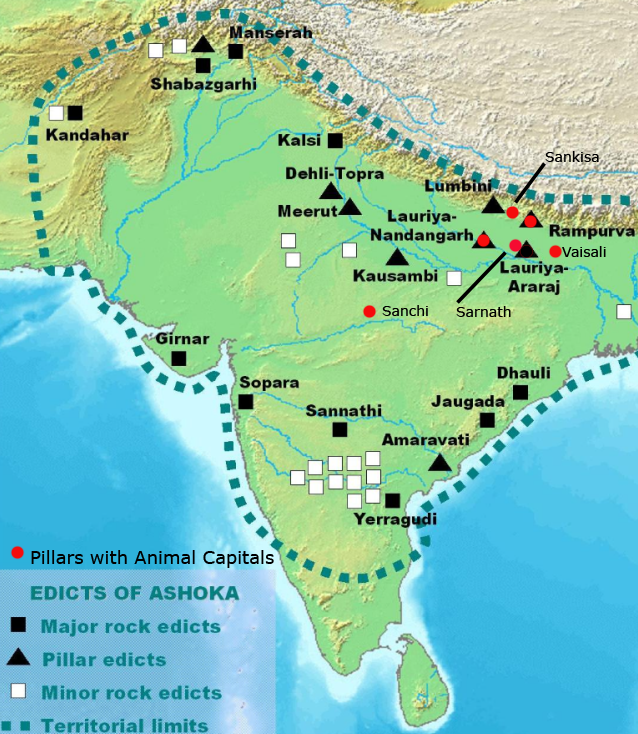 Manserah
Shabazgarhi
Kandahar
Kalsi
Sankisa
Dehli-Topra
Lumbini
Meerut
Lauriya-
Nandangarh
Rampurva
Vaisali
Kausambi
Lauriya-
Araraj
Sanchi
Sarnath
Girnar
Dhauli
Sopara
Jaugada
Sannathi
Amaravati
Yerragudi
Pillars with Animal Capitals
EDICTS OF ASHOKA
Major rock edicts
Pillar edicts
Minor rock edicts
Territorial limits